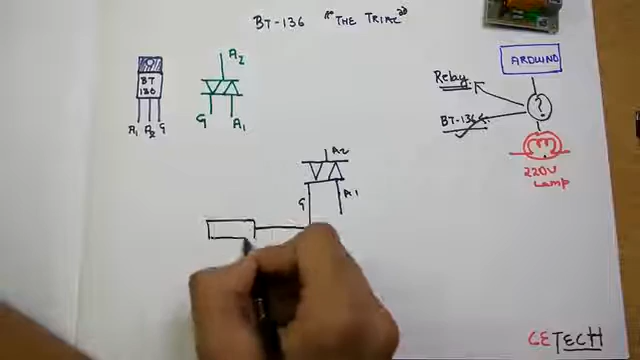 BT-136 "THE TRIAC"
BT
136
A1 A2 G
A2
G
A1
A2
G
A1
ARDUINO
Relay
BT-136
?
220V
Lamp
CETECH